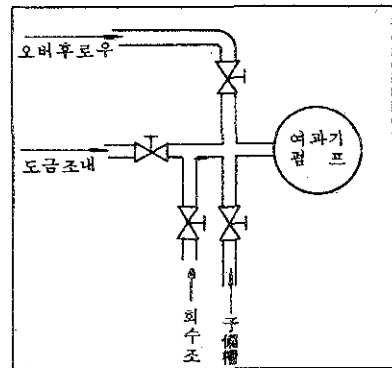 오버후로우
여과기
펌프
도금조내
회수조
子備槽